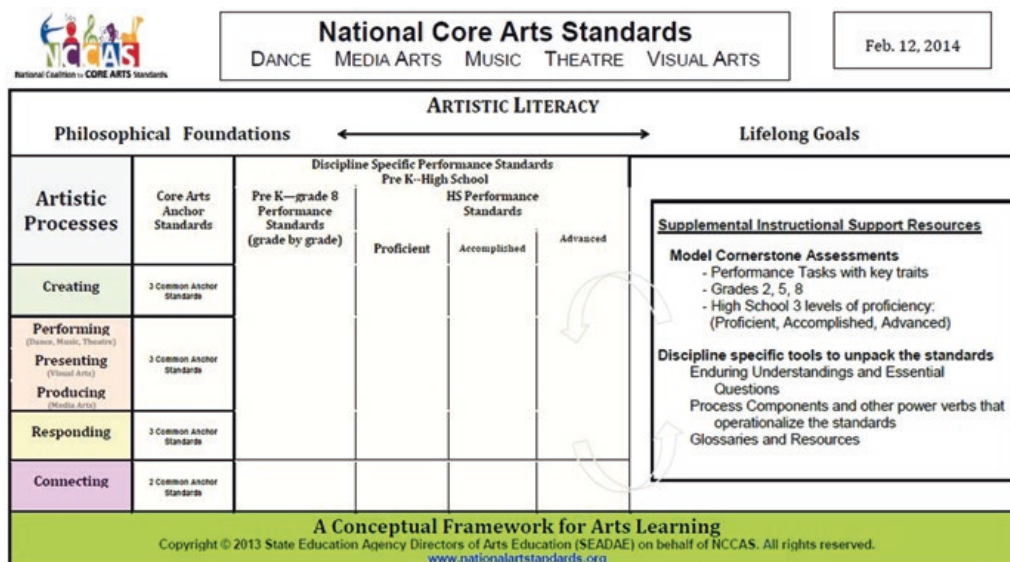 NCCAS
National Coalition for CORE ARTS Standards
National Core Arts Standards
DANCE MEDIA ARTS MUSIC THEATRE VISUAL ARTS
Feb. 12, 2014
ARTISTIC LITERACY
Philosophical Foundations
Lifelong Goals
Artistic
Processes
Core Arts
Anchor
Standards
Discipline Specific Performance Standards
Pre K--High School
Pre K—grade 8
Performance
Standards
(grade by grade)
HS Performance
Standards
Proficient
Accomplished
Advanced
Creating
3 Common Anchor
Standards
Performing
(Dance, Music, Theatre)
Presenting
(Visual Arts)
Producing
(Media Arts)
3 Common Anchor
Standards
Responding
3 Common Anchor
Standards
Connecting
2 Common Anchor
Standards
Supplemental Instructional Support Resources
Model Cornerstone Assessments
- Performance Tasks with key traits
- Grades 2, 5, 8
- High School 3 levels of proficiency:
(Proficient, Accomplished, Advanced)
Discipline specific tools to unpack the standards
Enduring Understandings and Essential
Questions
Process Components and other power verbs that
operationalize the standards
Glossaries and Resources
A Conceptual Framework for Arts Learning
Copyright © 2013 State Education Agency Directors of Arts Education (SEADAE) on behalf of NCCAS. All rights reserved.
www.nationalartstandards.org